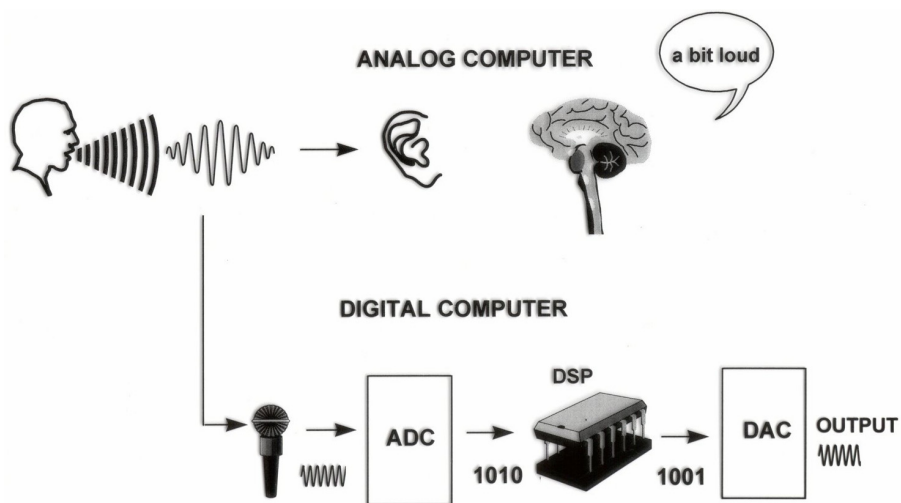 ANALOG COMPUTER
a bit loud
DIGITAL COMPUTER
DSP
ADC
1010
1001
DAC
OUTPUT